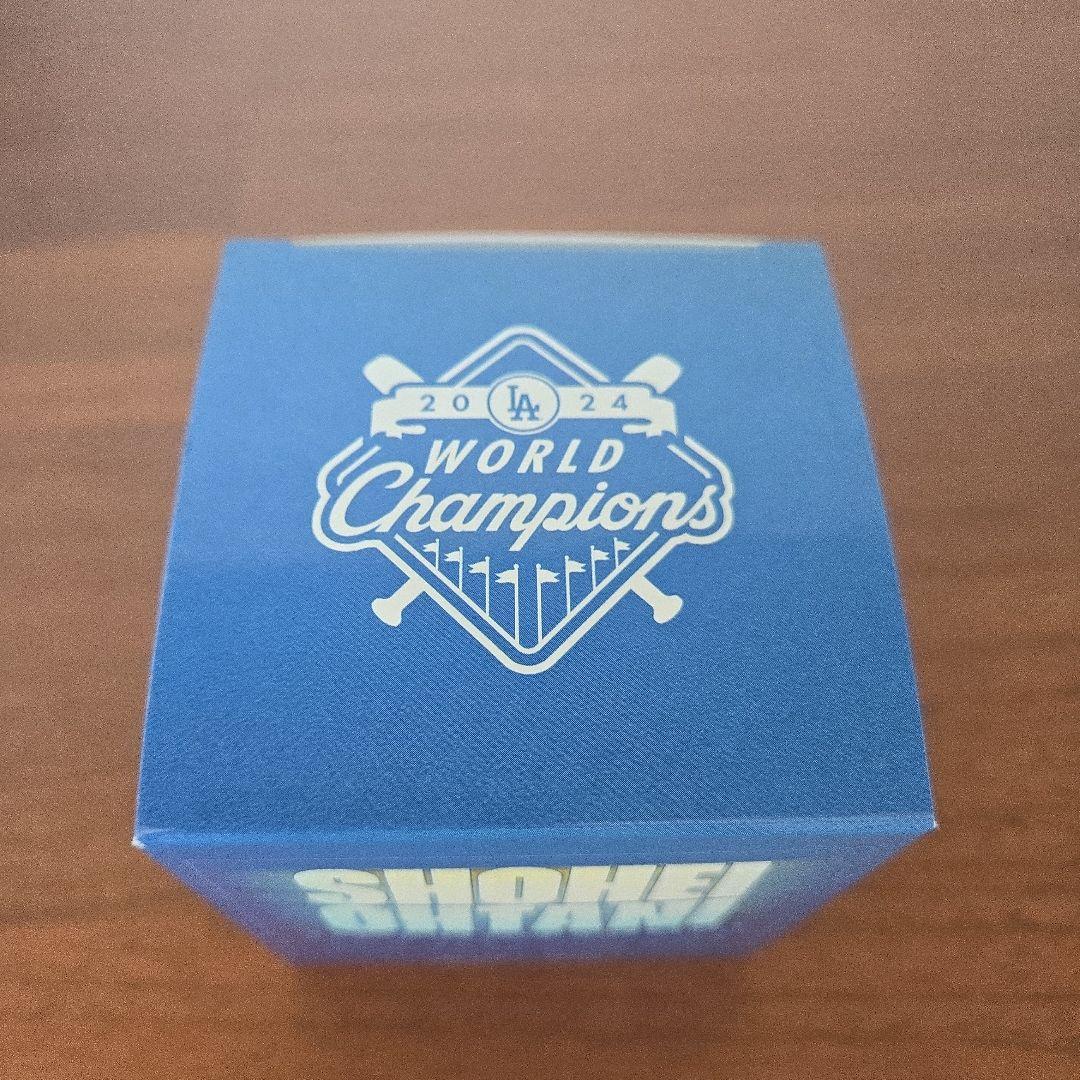 20 LA 24
WORLD
Champions
SHOHEI
OHTANI